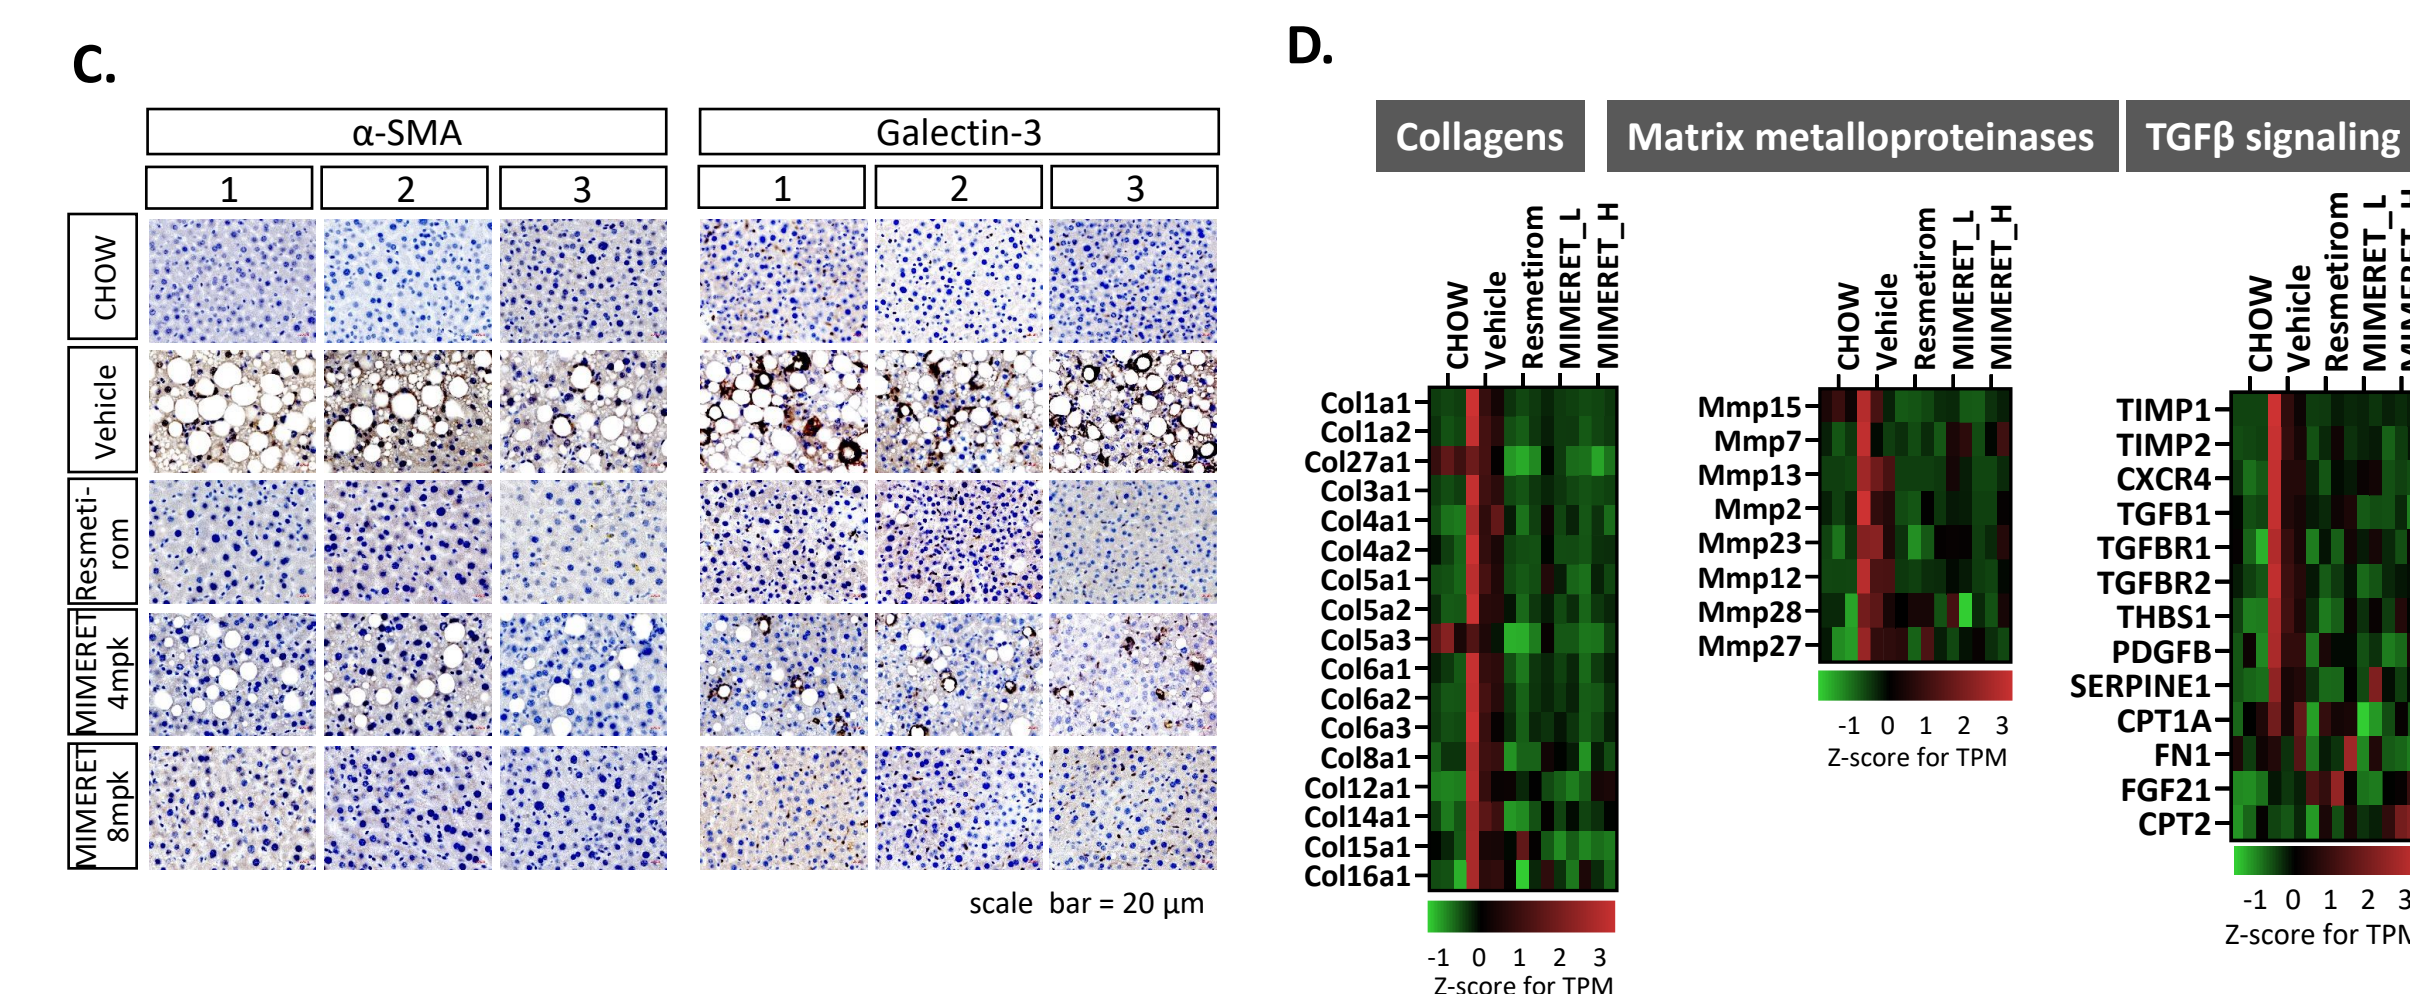 C.
α-SMA
Galectin-3
1
2
3
1
2
3
CHOW
Vehicle
Resmeti-
rom
MIMERET
4mpk
MIMERET
8mpk
scale bar = 20 µm
D.
Collagens
Matrix metalloproteinases
TGFβ signaling
CHOW
Vehicle
Resmetirom
MIMERET_L
MIMERET_H
Col1a1
Col1a2
Col27a1
Col3a1
Col4a1
Col4a2
Col5a1
Col5a2
Col5a3
Col6a1
Col6a2
Col6a3
Col8a1
Col12a1
Col14a1
Col15a1
Col16a1
-1 0 1 2 3
Z-score for TPM
CHOW
Vehicle
Resmetirom
MIMERET_L
MIMERET_H
Mmp15
Mmp7
Mmp13
Mmp2
Mmp23
Mmp12
Mmp28
Mmp27
-1 0 1 2 3
Z-score for TPM
CHOW
Vehicle
Resmetirom
MIMERET_L
MIMERET_H
TIMP1
TIMP2
CXCR4
TGFB1
TGFBR1
TGFBR2
THBS1
PDGFB
SERPINE1
CPT1A
FN1
FGF21
CPT2
-1 0 1 2 3
Z-score for TPM